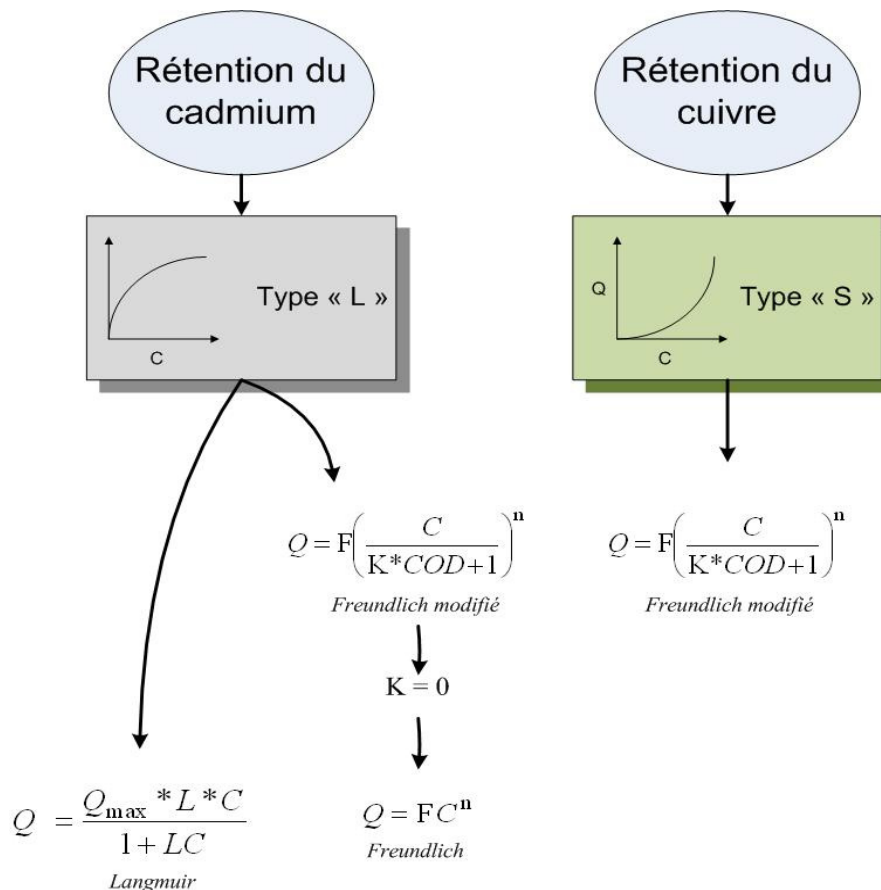 Rétention du
cadmium
Rétention du
cuivre
Type « L »
C
Q
Type « S »
C
Q = F(C / (K*COD+1))^n
Freundlich modifié
Q = F(C / (K*COD+1))^n
Freundlich modifié
K = 0
Q = (Q_max * L * C) / (1 + LC)
Langmuir
Q = FC^n
Freundlich